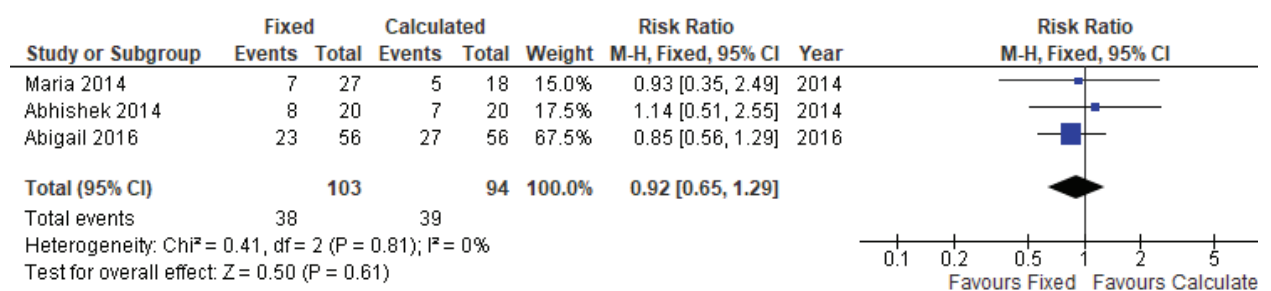 Fixed Calculated Risk Ratio Risk Ratio
Study or Subgroup Events Total Events Total Weight M-H, Fixed, 95% CI Year M-H, Fixed, 95% CI
Maria 2014 7 27 5 18 15.0% 0.93 [0.35, 2.49] 2014
Abhishek 2014 8 20 7 20 17.5% 1.14 [0.51, 2.55] 2014
Abigail 2016 23 56 27 56 67.5% 0.85 [0.56, 1.29] 2016
Total (95% CI) 103 94 100.0% 0.92 [0.65, 1.29]
Total events 38 39
Heterogeneity: Chi² = 0.41, df = 2 (P = 0.81); I² = 0%
Test for overall effect: Z = 0.50 (P = 0.61)
0.1 0.2 0.5 1 2 5
Favours Fixed Favours Calculate